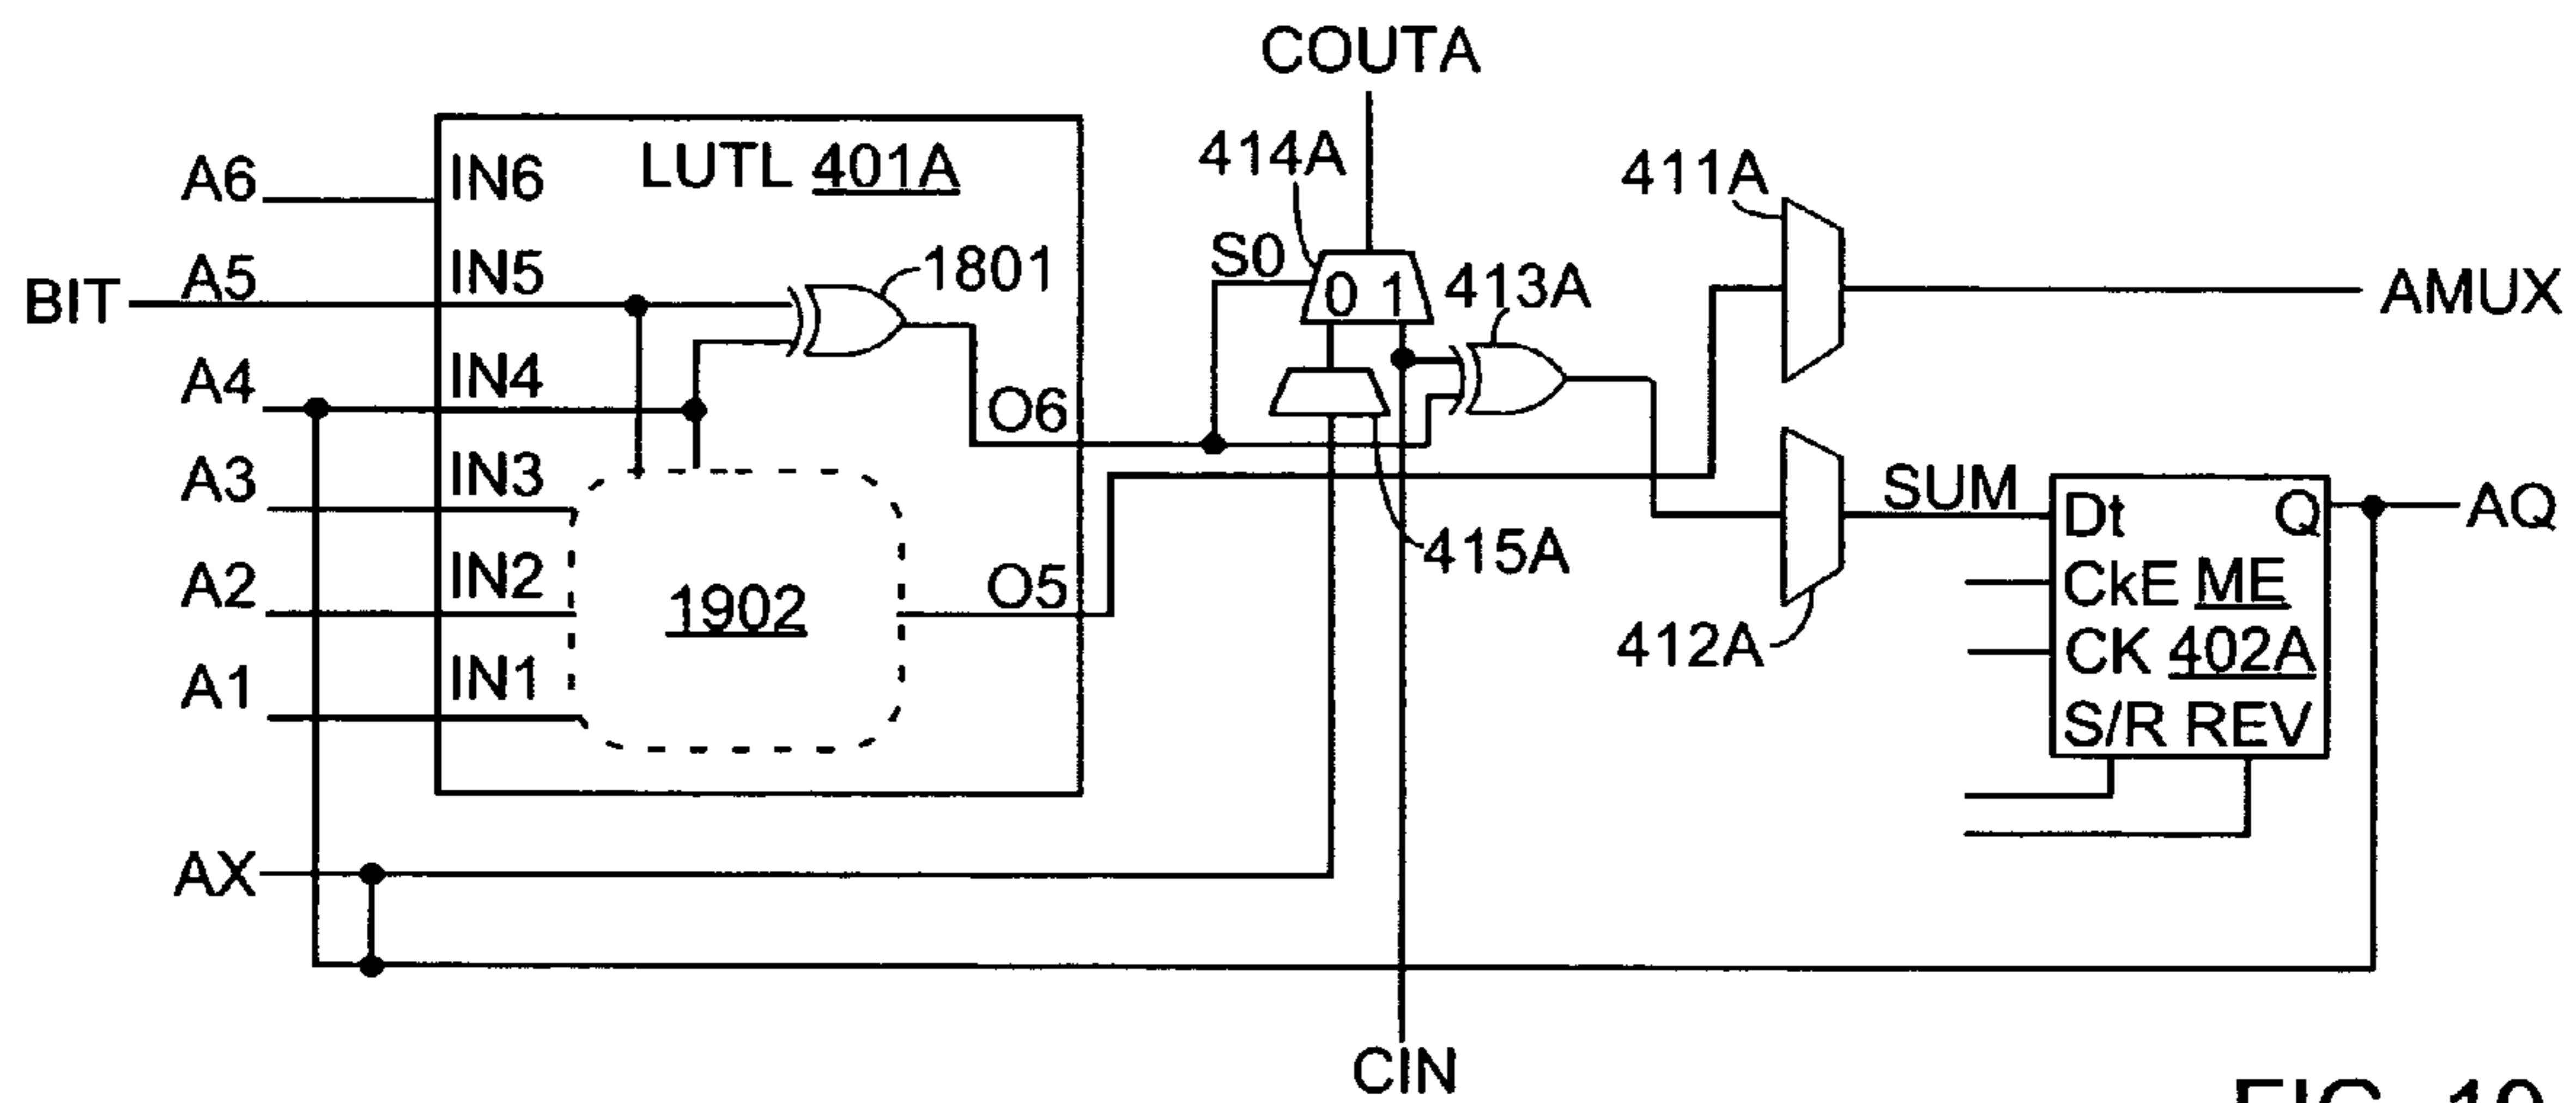 COUTA
414A
411A
A6
IN6
LUTL 401A
S0
0 1
413A
BIT
A5
IN5
1801
AMUX
A4
IN4
O6
A3
IN3
SUM
Dt
Q
AQ
A2
IN2
1902
O5
415A
CkE ME
412A
CK 402A
A1
IN1
S/R REV
AX
CIN